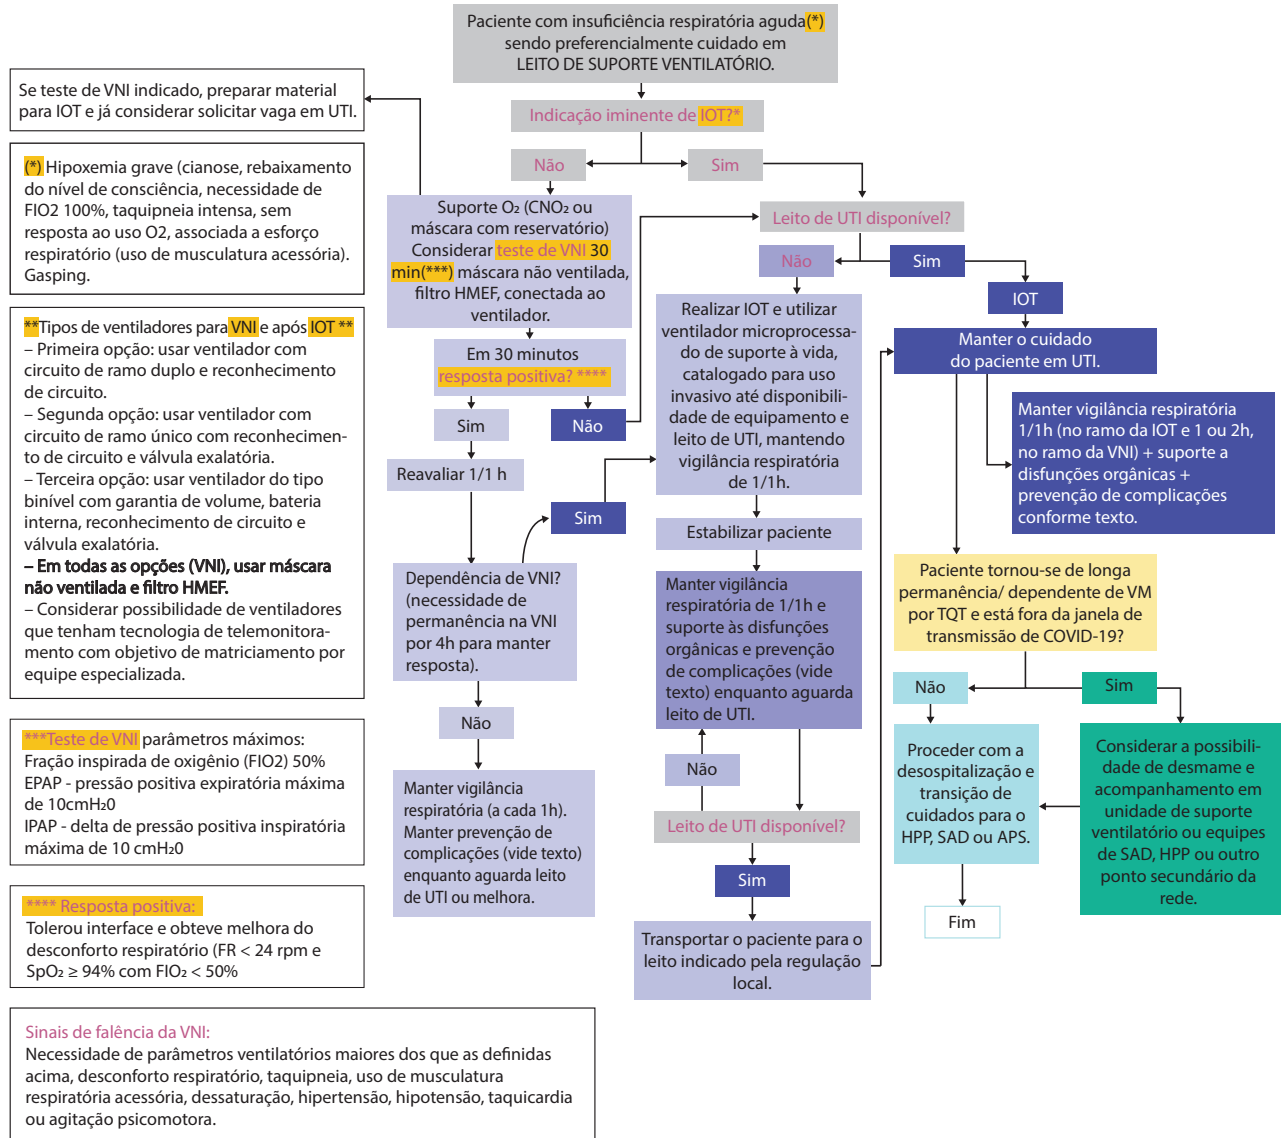 Paciente com insuficiência respiratória aguda(*)
sendo preferencialmente cuidado em
LEITO DE SUPORTE VENTILATÓRIO.
Se teste de VNI indicado, preparar material
para IOT e já considerar solicitar vaga em UTI.
Indicação iminente de IOT?*
Não
Sim
(*) Hipoxemia grave (cianose, rebaixamento
do nível de consciência, necessidade de
FIO2 100%, taquipneia intensa, sem
resposta ao uso O2, associada a esforço
respiratório (uso de musculatura acessória).
Gasping.
Suporte O₂ (CNO₂ ou
máscara com reservatório)
Considerar teste de VNI 30
min(***) máscara não ventilada,
filtro HMEF, conectada ao
ventilador.
Leito de UTI disponível?
Não
Sim
IOT
**Tipos de ventiladores para VNI e após IOT **
– Primeira opção: usar ventilador com
circuito de ramo duplo e reconhecimento
de circuito.
– Segunda opção: usar ventilador com
circuito de ramo único com reconhecimen-
to de circuito e válvula exalatória.
– Terceira opção: usar ventilador do tipo
binível com garantia de volume, bateria
interna, reconhecimento de circuito e
válvula exalatória.
– Em todas as opções (VNI), usar máscara
não ventilada e filtro HMEF.
– Considerar possibilidade de ventiladores
que tenham tecnologia de telemonitora-
mento com objetivo de matriciamento por
equipe especializada.
Em 30 minutos
resposta positiva? ****
Sim
Não
Reavaliar 1/1 h
Sim
Dependência de VNI?
(necessidade de
permanência na VNI
por 4h para manter
resposta).
Não
Manter vigilância
respiratória (a cada 1h).
Manter prevenção de
complicações (vide texto)
enquanto aguarda leito
de UTI ou melhora.
Realizar IOT e utilizar
ventilador microprocessa-
do de suporte à vida,
catalogado para uso
invasivo até disponibili-
dade de equipamento e
leito de UTI, mantendo
vigilância respiratória
de 1/1h.
Estabilizar paciente
Manter vigilância
respiratória de 1/1h e
suporte às disfunções
orgânicas e prevenção
de complicações (vide
texto) enquanto aguarda
leito de UTI.
Não
Leito de UTI disponível?
Sim
Transportar o paciente para o
leito indicado pela regulação
local.
Manter o cuidado
do paciente em UTI.
Manter vigilância respiratória
1/1h (no ramo da IOT e 1 ou 2h,
no ramo da VNI) + suporte a
disfunções orgânicas +
prevenção de complicações
conforme texto.
Paciente tornou-se de longa
permanência/ dependente de VM
por TQT e está fora da janela de
transmissão de COVID-19?
Não
Sim
Proceder com a
desospitalização e
transição de
cuidados para o
HPP, SAD ou APS.
Considerar a possibili-
dade de desmame e
acompanhamento em
unidade de suporte
ventilatório ou equipes
de SAD, HPP ou outro
ponto secundário da
rede.
Fim
***Teste de VNI parâmetros máximos:
Fração inspirada de oxigênio (FIO2) 50%
EPAP - pressão positiva expiratória máxima
de 10cmH₂0
IPAP - delta de pressão positiva inspiratória
máxima de 10 cmH₂0
**** Resposta positiva:
Tolerou interface e obteve melhora do
desconforto respiratório (FR < 24 rpm e
SpO₂ ≥ 94% com FIO₂ < 50%
Sinais de falência da VNI:
Necessidade de parâmetros ventilatórios maiores dos que as definidas
acima, desconforto respiratório, taquipneia, uso de musculatura
respiratória acessória, dessaturação, hipertensão, hipotensão, taquicardia
ou agitação psicomotora.